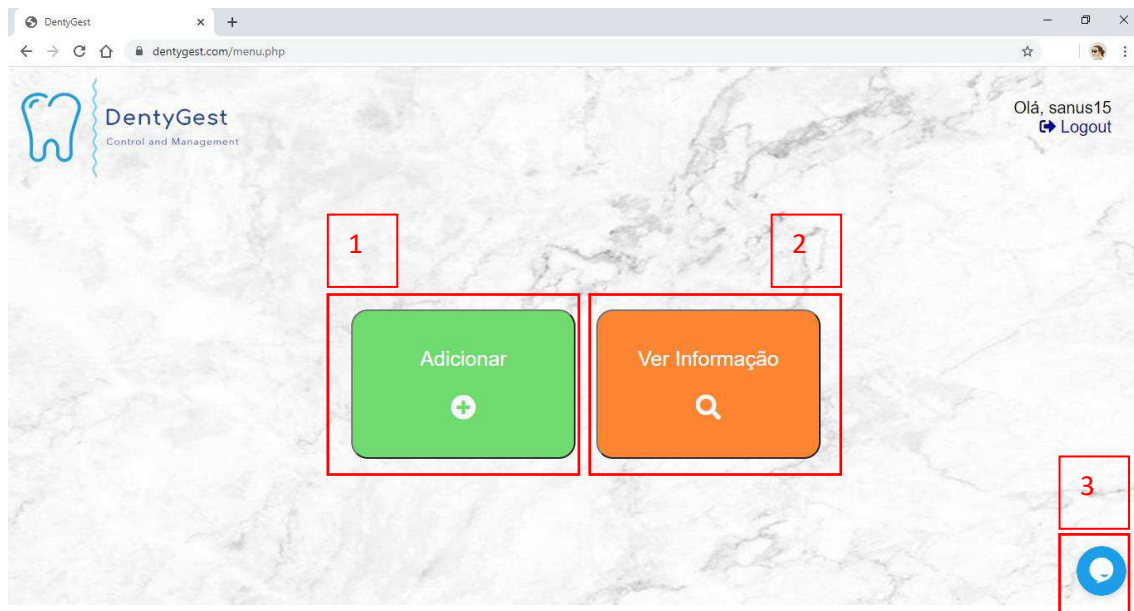 DentyGest
dentygest.com/menu.php
DentyGest
Control and Management
Olá, sanus15
Logout
1
2
Adicionar
Ver Informação
3